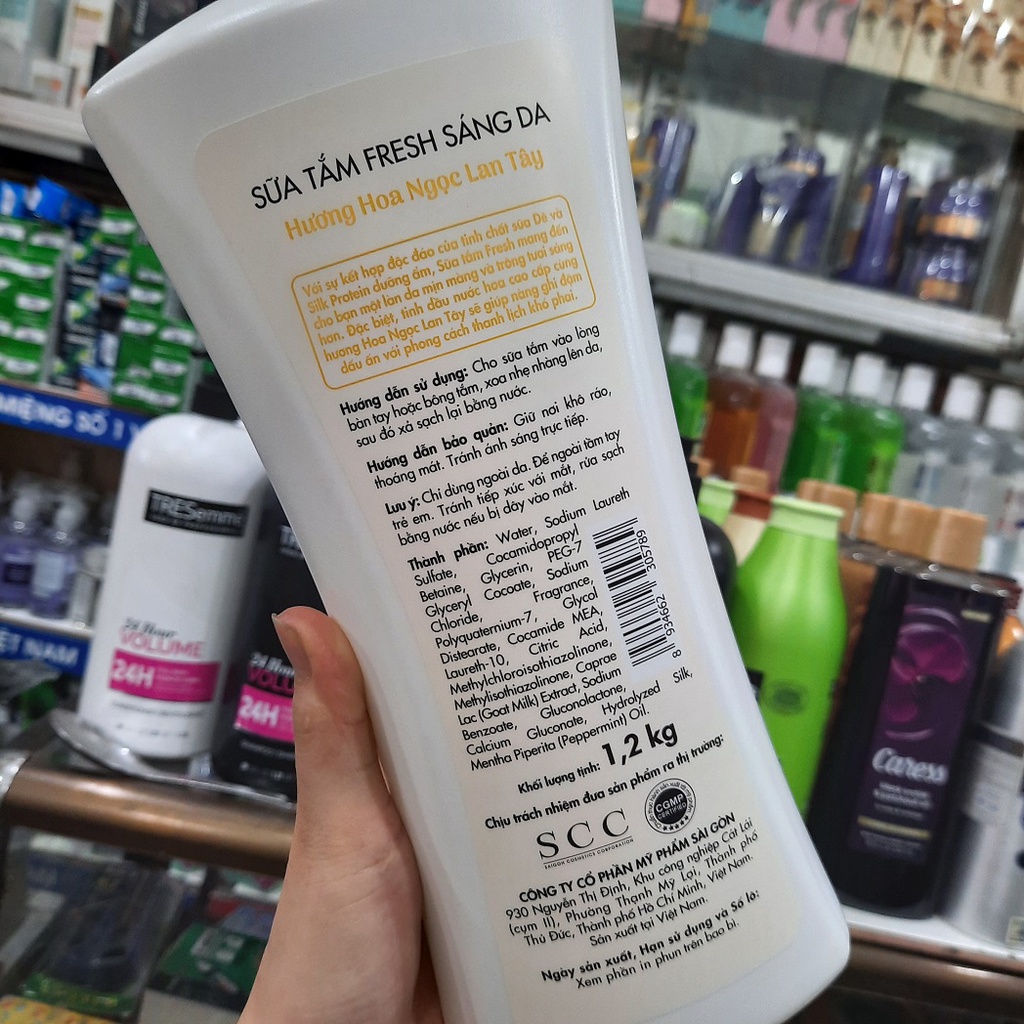 SỮA TẮM FRESH SÁNG DA
Hương Hoa Ngọc Lan Tây
Với sự kết hợp độc đáo của tinh chất sữa Dê và
Silk Protein dưỡng ẩm, Sữa tắm Fresh mang đến
cho bạn một làn da mịn màng và trông tươi sáng
hơn. Đặc biệt, tinh dầu nước hoa cao cấp cùng
hương Hoa Ngọc Lan Tây sẽ giúp nàng ghi đậm
dấu ấn với phong cách thanh lịch khó phai.
Hướng dẫn sử dụng: Cho sữa tắm vào lòng
bàn tay hoặc bông tắm, xoa nhẹ nhàng lên da,
sau đó xả sạch lại bằng nước.
Hướng dẫn bảo quản: Giữ nơi khô ráo,
thoáng mát. Tránh ánh sáng trực tiếp.
Lưu ý: Chỉ dùng ngoài da. Để ngoài tầm tay
trẻ em. Tránh tiếp xúc với mắt, rửa sạch
bằng nước nếu bị dây vào mắt.
Thành phần: Water, Sodium Laureth
Sulfate, Cocamidopropyl
Betaine, Glycerin, PEG-7
Glyceryl Cocoate, Sodium
Chloride, Fragrance,
Polyquaternium-7, Glycol
Distearate, Cocamide MEA,
Laureth-10, Citric Acid,
Methylchloroisothiazolinone,
Methylisothiazolinone, Caprae
Lac (Goat Milk) Extract, Sodium
Benzoate, Gluconolactone,
Calcium Gluconate, Hydrolyzed Silk,
Mentha Piperita (Peppermint) Oil.
8 934662 305789
Khối lượng tịnh: 1,2 kg
Chịu trách nhiệm đưa sản phẩm ra thị trường:
SCC
SAIGON COSMETICS CORPORATION
CGMP
CERTIFIED
CÔNG TY CỔ PHẦN MỸ PHẨM SÀI GÒN
930 Nguyễn Thị Định, Khu công nghiệp Cát Lái
(cụm II), Phường Thạnh Mỹ Lợi, Thành phố
Thủ Đức, Thành phố Hồ Chí Minh, Việt Nam.
Sản xuất tại Việt Nam.
Ngày sản xuất, Hạn sử dụng và Số lô:
Xem phần in phun trên bao bì.
MIỆNG SỐ 1
VIỆT NAM
TRESemmé
24 Hour
VOLUME
24H
24 Hour
VOLU
24H
Caress